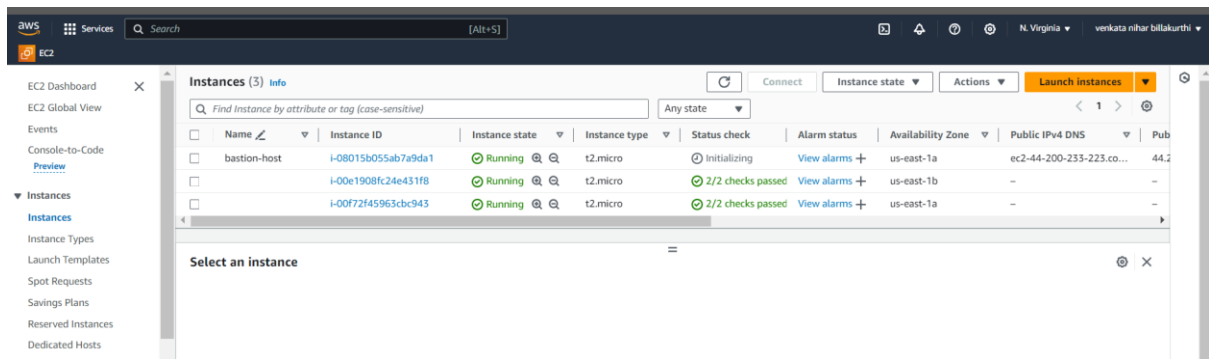 aws Services Search [Alt+S] N. Virginia venkata nihar billakurthi
EC2
EC2 Dashboard
EC2 Global View
Events
Console-to-Code
Preview
Instances
Instances
Instance Types
Launch Templates
Spot Requests
Savings Plans
Reserved Instances
Dedicated Hosts
Instances (3) Info Connect Instance state Actions Launch instances
Find Instance by attribute or tag (case-sensitive) Any state 1
Name Instance ID Instance state Instance type Status check Alarm status Availability Zone Public IPv4 DNS Pub
bastion-host i-08015b055ab7a9da1 Running t2.micro Initializing View alarms + us-east-1a ec2-44-200-233-223.co... 44.2
i-00e1908fc24e431f8 Running t2.micro 2/2 checks passed View alarms + us-east-1b – –
i-00f72f45963cbc943 Running t2.micro 2/2 checks passed View alarms + us-east-1a – –
Select an instance